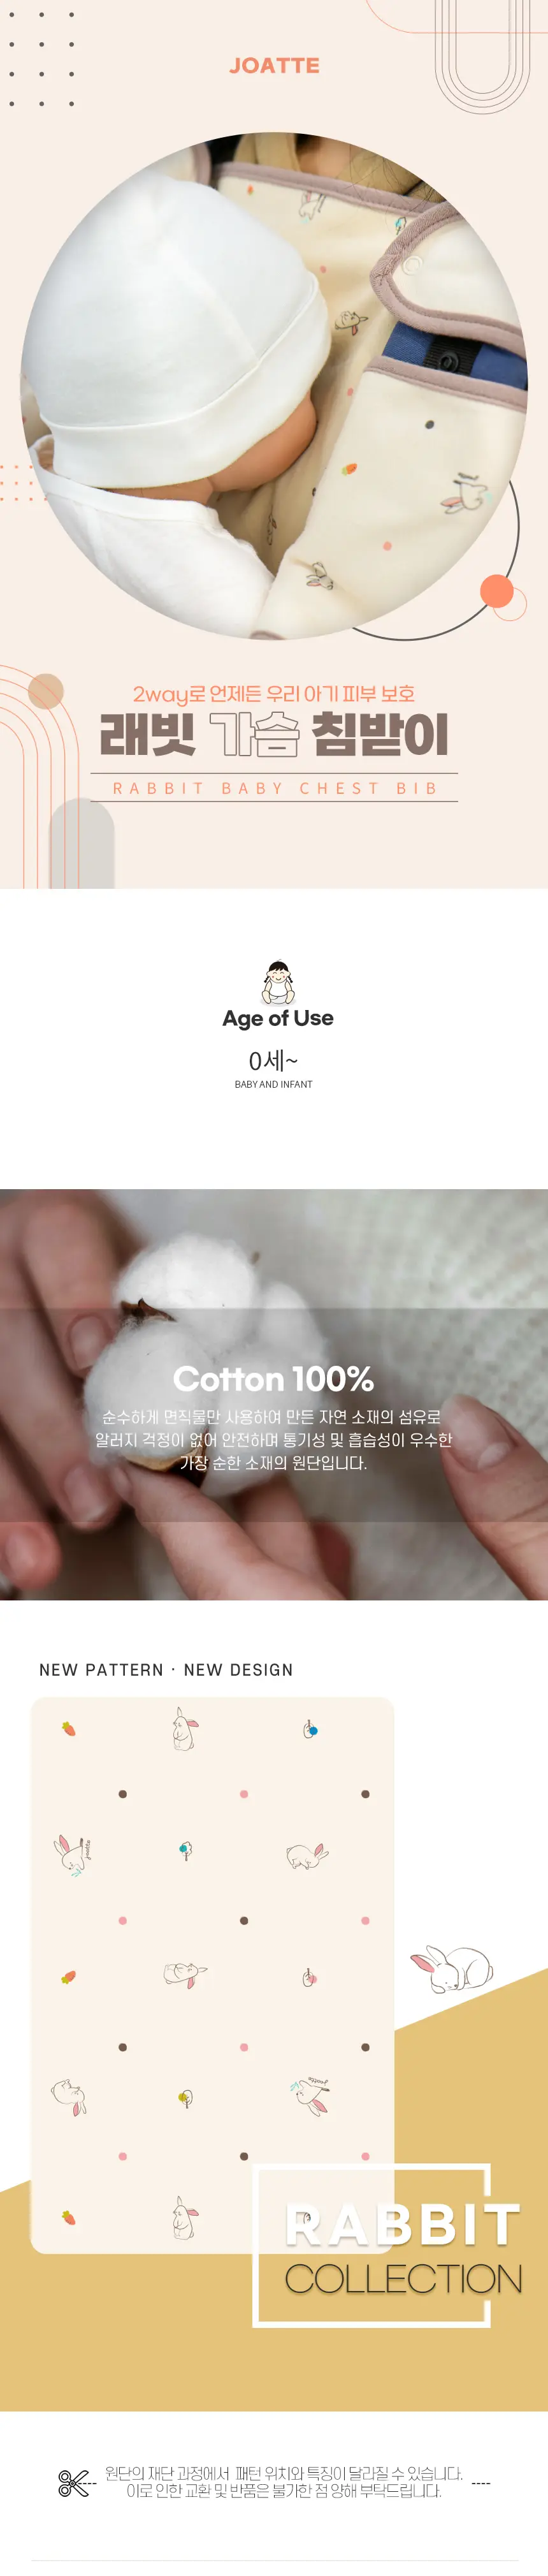 JOATTE
2way로 언제든 우리 아기 피부 보호
래빗 가슴 침받이
RABBIT BABY CHEST BIB
Age of Use
0세~
BABY AND INFANT
Cotton 100%
순수하게 면직물만 사용하여 만든 자연 소재의 섬유로
알러지 걱정이 없어 안전하며 통기성 및 흡습성이 우수한
가장 순한 소재의 원단입니다.
NEW PATTERN · NEW DESIGN
joatte
joatte
RABBIT
COLLECTION
원단의 재단 과정에서 패턴 위치와 특징이 달라질 수 있습니다.
이로 인한 교환 및 반품은 불가한 점 양해 부탁드립니다.